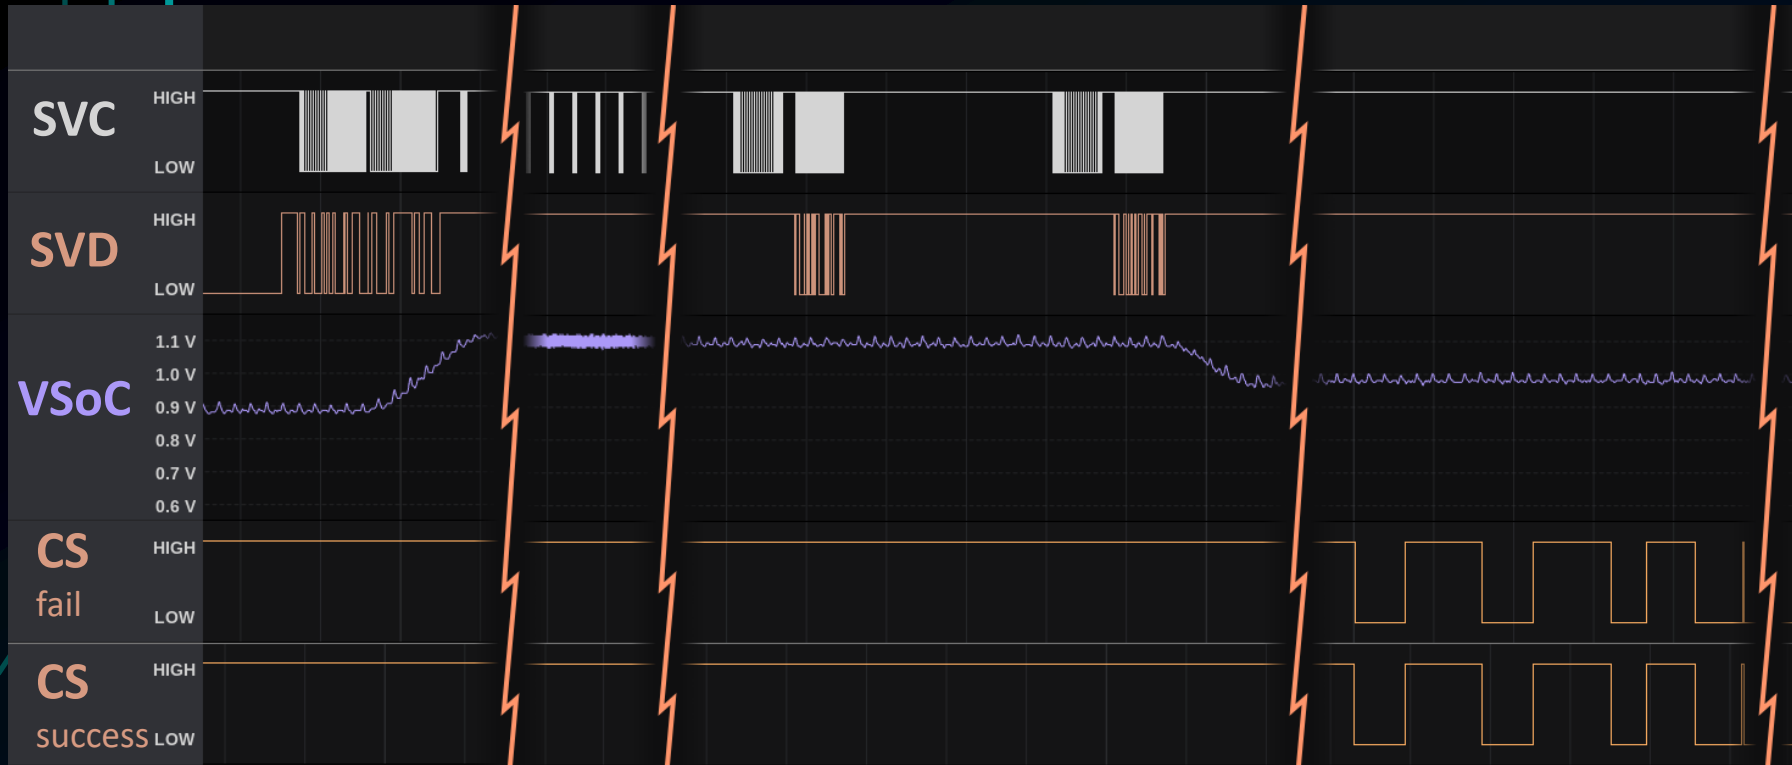 SVC
HIGH
LOW
SVD
HIGH
LOW
VSoC
1.1 V
1.0 V
0.9 V
0.8 V
0.7 V
0.6 V
CS
fail
HIGH
LOW
CS
success
HIGH
LOW